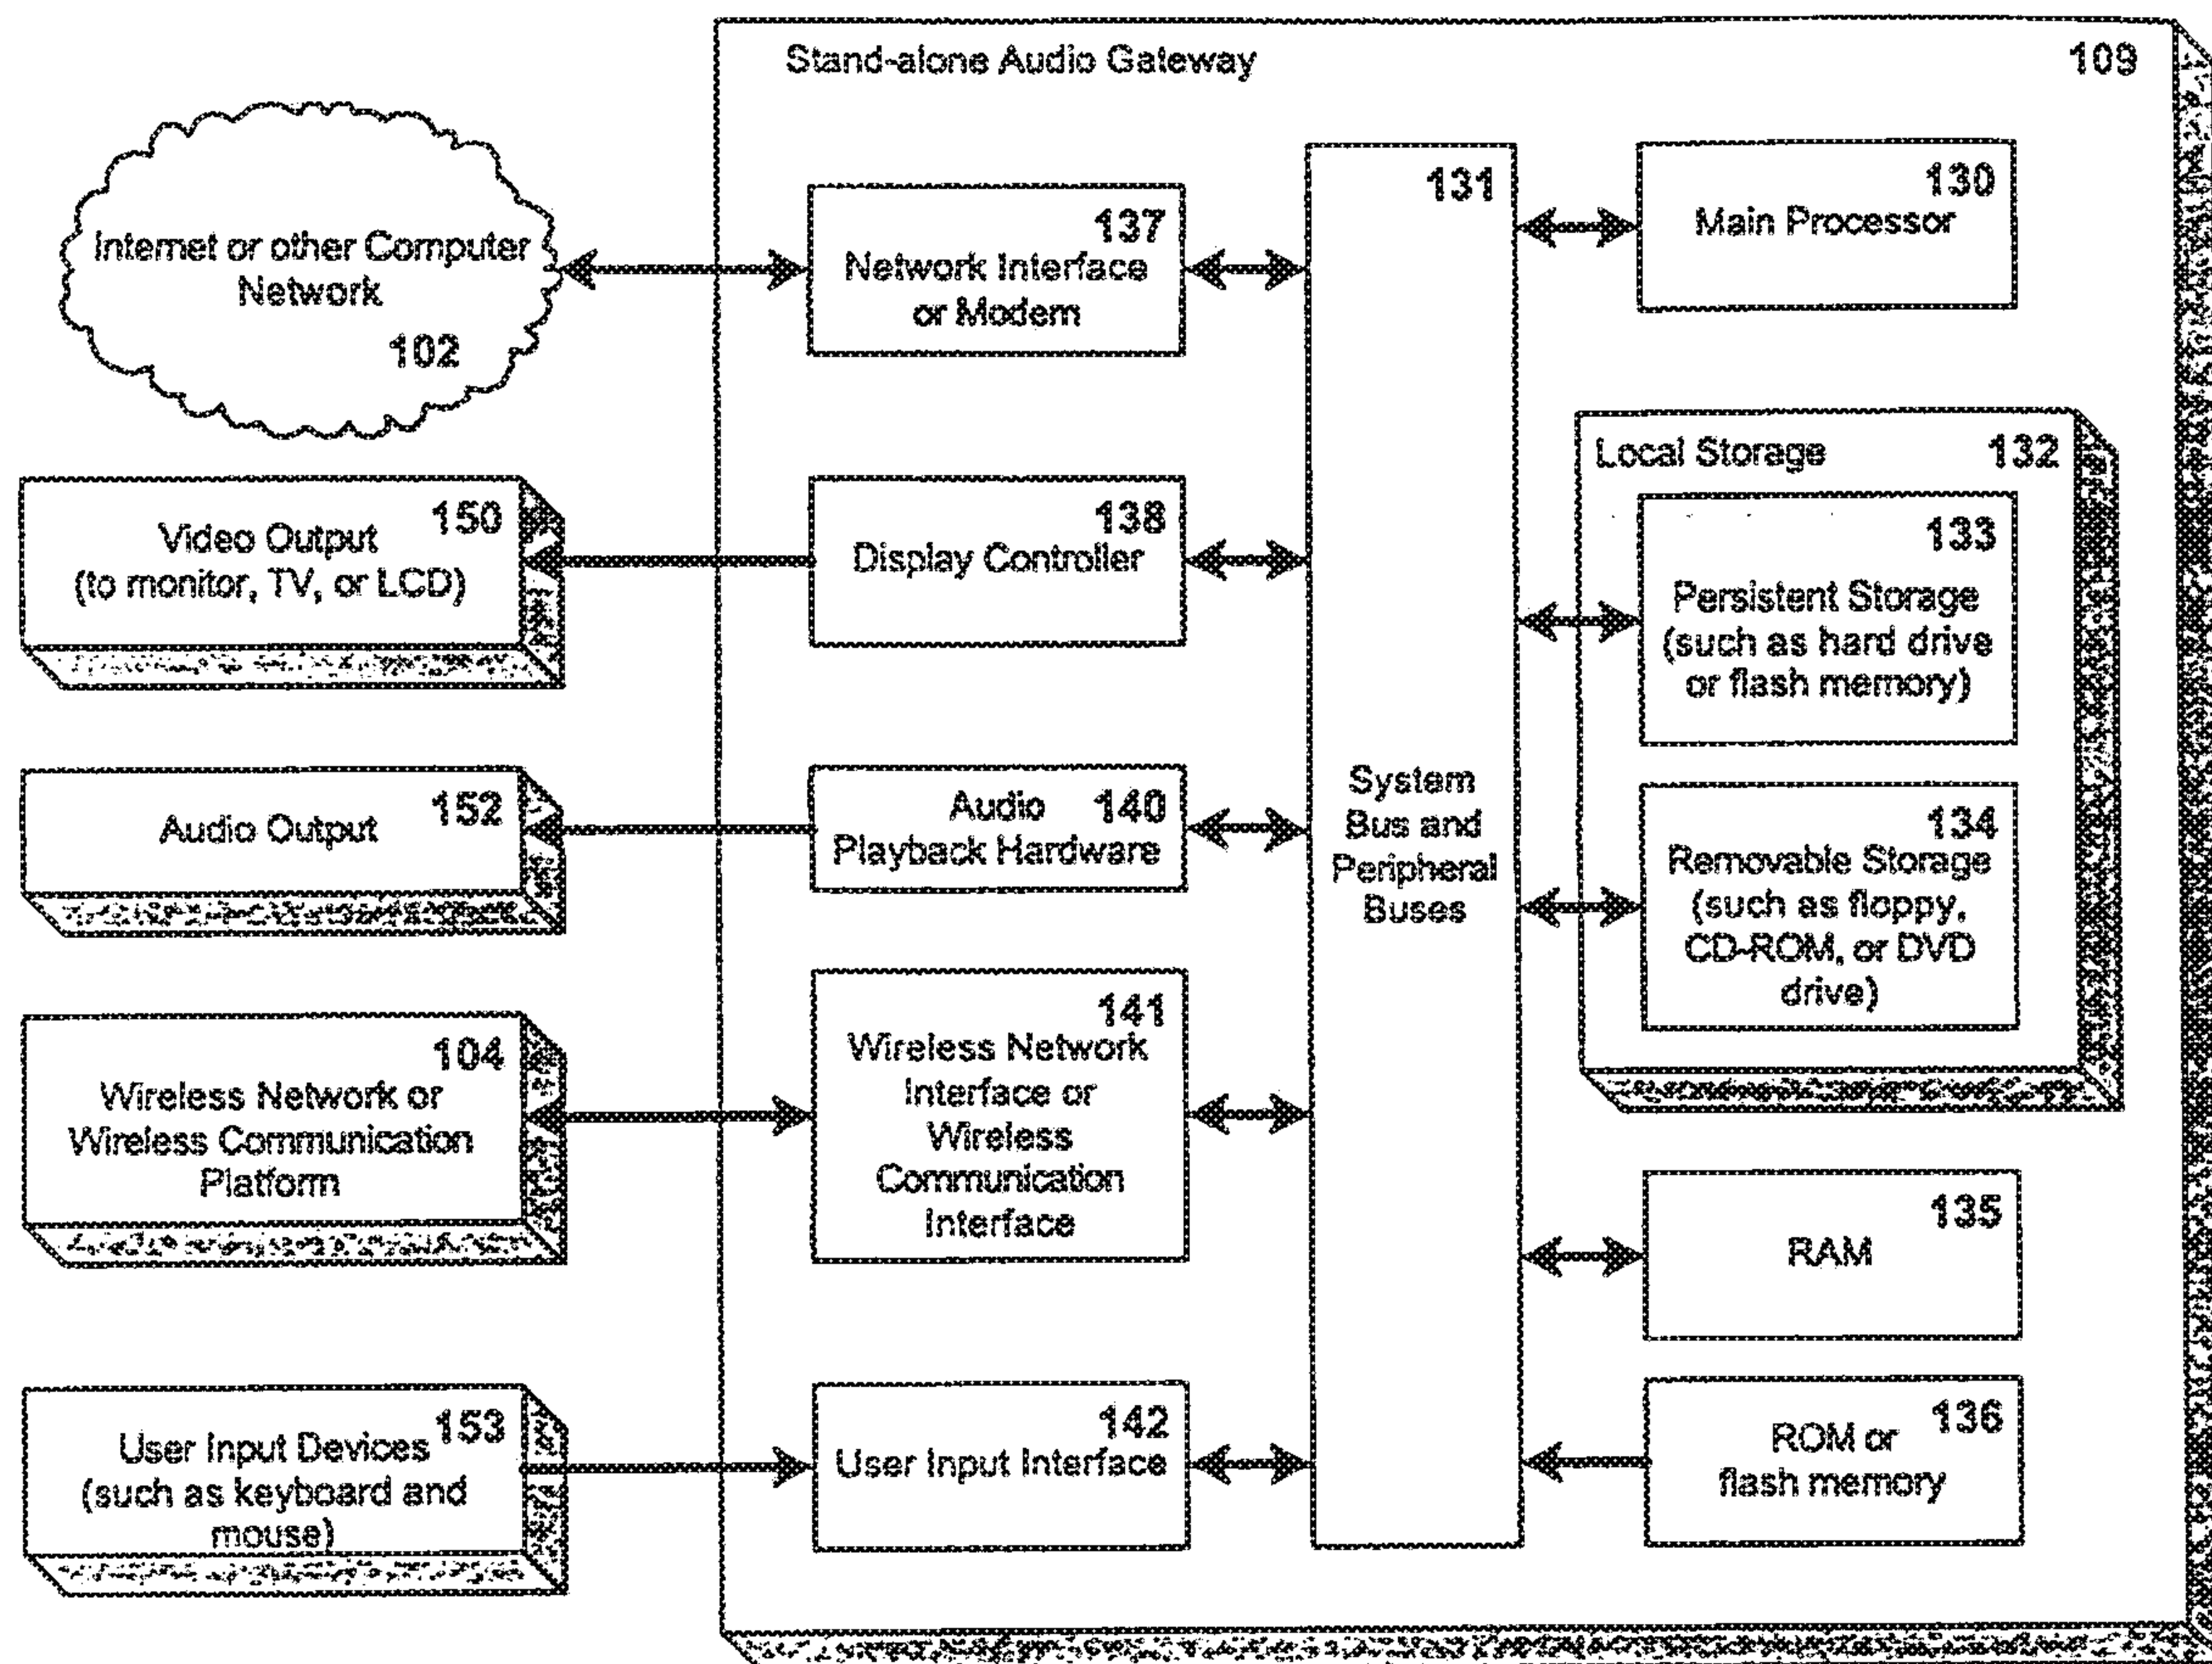 Stand-alone Audio Gateway
109
Internet or other Computer
Network
102
137
Network Interface
or Modem
131
System
Bus and
Peripheral
Buses
130
Main Processor
150
Video Output
(to monitor, TV, or LCD)
138
Display Controller
Local Storage
132
133
Persistent Storage
(such as hard drive
or flash memory)
152
Audio Output
Audio
140
Playback Hardware
134
Removable Storage
(such as floppy,
CD-ROM, or DVD
drive)
104
Wireless Network or
Wireless Communication
Platform
141
Wireless Network
Interface or
Wireless
Communication
Interface
135
RAM
153
User Input Devices
(such as keyboard and
mouse)
142
User Input Interface
136
ROM or
flash memory